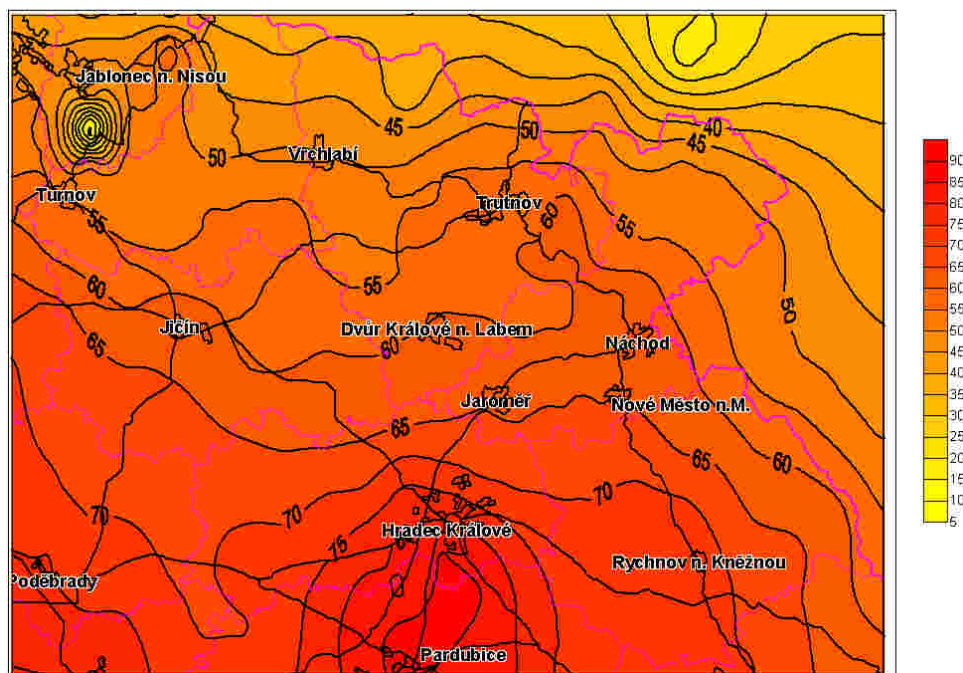 Jablonec n. Nisou
45
50
40
45
50
Vrchlabí
Turnov
Trutnov
55
60
55
55
60
50
Jičín
Dvůr Králové n. Labem
60
Náchod
65
Jaroměř
Nové Město n.M.
65
65
60
70
70
70
75
Hradec Králové
Rychnov n. Kněžnou
Poděbrady
Pardubice
90
85
80
75
70
65
60
55
50
45
40
35
30
25
20
15
10
5